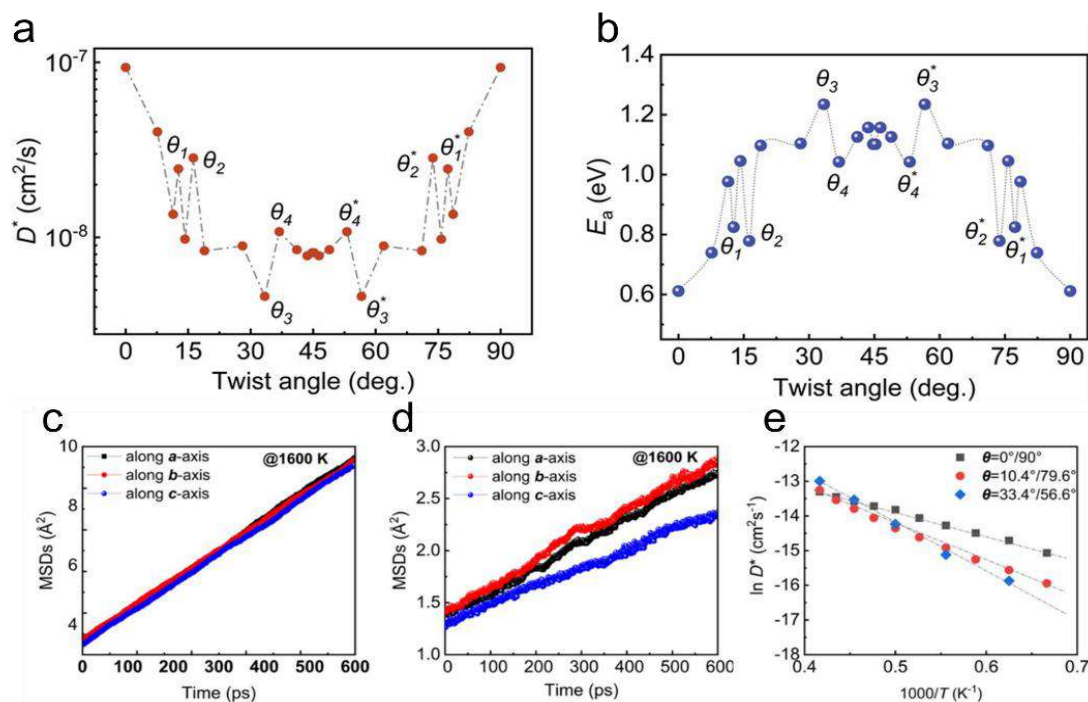 a
10⁻⁷
10⁻⁸
D* (cm²/s)
θ₁
θ₂
θ₃
θ₄
θ₄*
θ₃*
θ₂*
θ₁*
0 15 30 45 60 75 90
Twist angle (deg.)
b
1.4
1.2
1.0
0.8
0.6
Eₐ (eV)
θ₁
θ₂
θ₃
θ₄
θ₄*
θ₃*
θ₂*
θ₁*
0 15 30 45 60 75 90
Twist angle (deg.)
c
10
8
6
4
MSDs (Å²)
along a-axis
along b-axis
along c-axis
@1600 K
0 100 200 300 400 500 600
Time (ps)
d
3.0
2.5
2.0
1.5
1.0
MSDs (Å²)
along a-axis
along b-axis
along c-axis
@1600 K
0 100 200 300 400 500 600
Time (ps)
e
-12
-13
-14
-15
-16
-17
-18
ln D* (cm²s⁻¹)
θ=0°/90°
θ=10.4°/79.6°
θ=33.4°/56.6°
0.4 0.5 0.6 0.7
1000/T (K⁻¹)